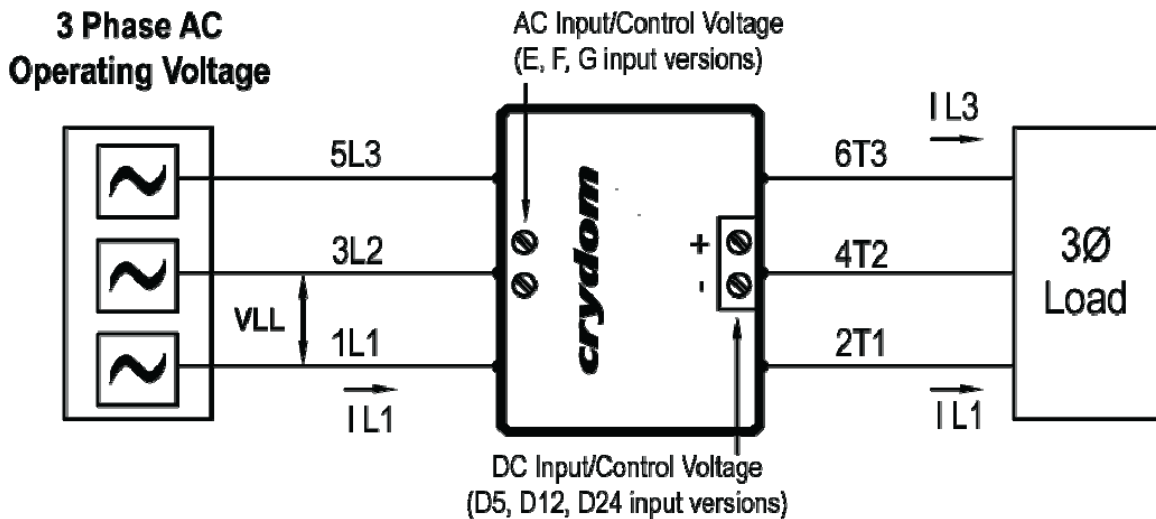 3 Phase AC
Operating Voltage
AC Input/Control Voltage
(E, F, G input versions)
5L3
3L2
VLL
1L1
I L1
crydom
+
-
I L3
6T3
4T2
2T1
I L1
3Ø
Load
DC Input/Control Voltage
(D5, D12, D24 input versions)